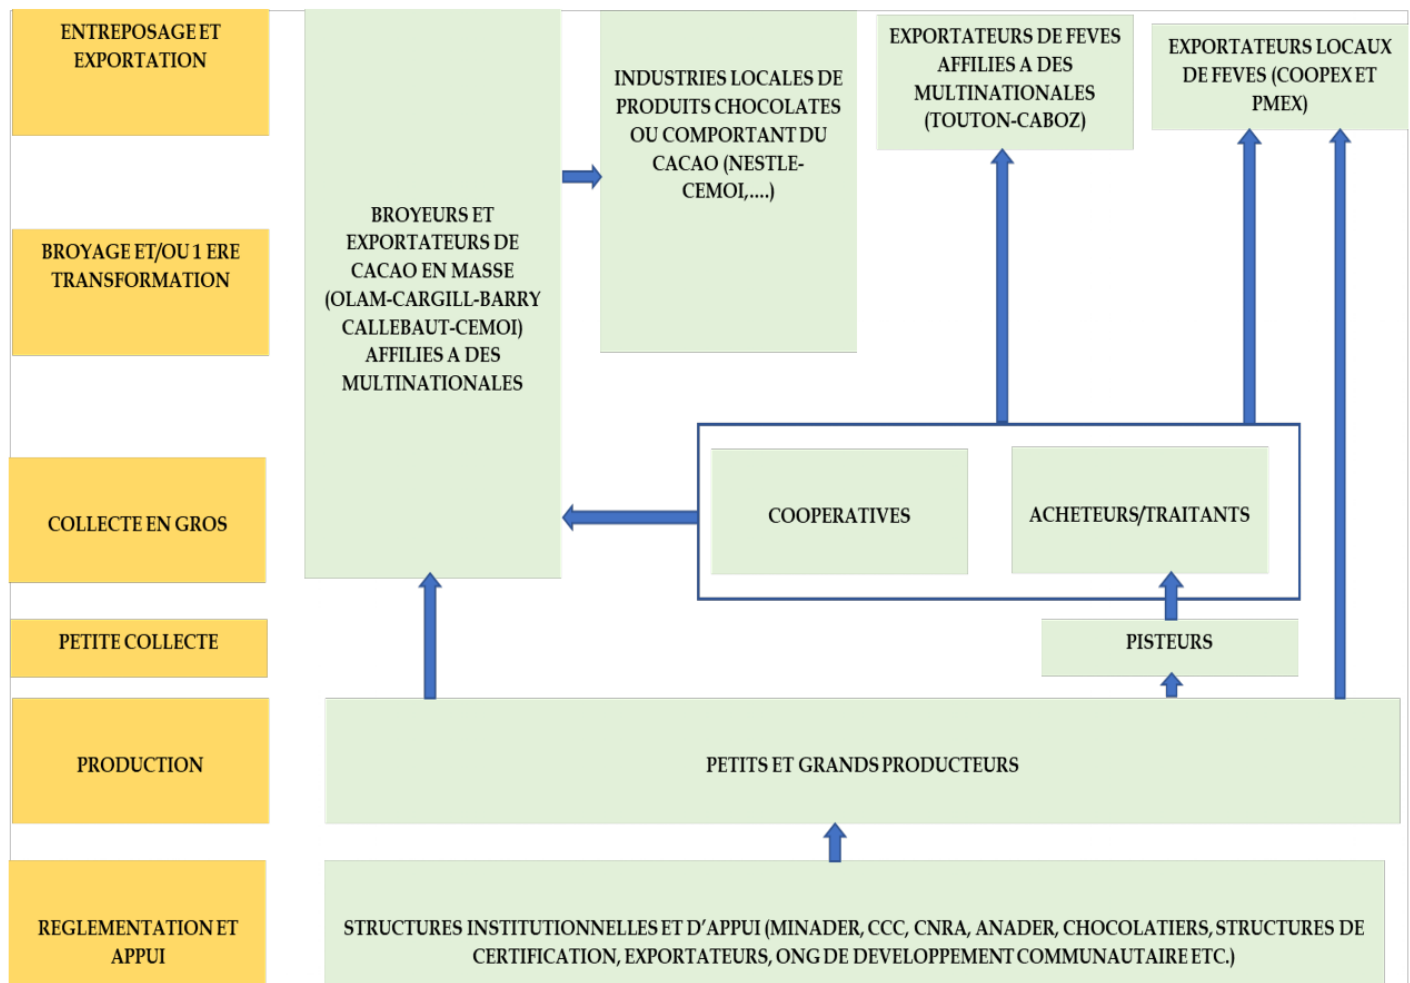 ENTREPOSAGE ET
EXPORTATION
INDUSTRIES LOCALES DE
PRODUITS CHOCOLATES
OU COMPORTANT DU
CACAO (NESTLE-
CEMOI,....)
EXPORTATEURS DE FEVES
AFFILIES A DES
MULTINATIONALES
(TOUTON-CABOZ)
EXPORTATEURS LOCAUX
DE FEVES (COOPEX ET
PMEX)
BROYEURS ET
EXPORTATEURS DE
CACAO EN MASSE
(OLAM-CARGILL-BARRY
CALLEBAUT-CEMOI)
AFFILIES A DES
MULTINATIONALES
BROYAGE ET/OU 1 ERE
TRANSFORMATION
COLLECTE EN GROS
COOPERATIVES
ACHETEURS/TRAITANTS
PETITE COLLECTE
PISTEURS
PRODUCTION
PETITS ET GRANDS PRODUCTEURS
REGLEMENTATION ET
APPUI
STRUCTURES INSTITUTIONNELLES ET D'APPUI (MINADER, CCC, CNRA, ANADER, CHOCOLATIERS, STRUCTURES DE
CERTIFICATION, EXPORTATEURS, ONG DE DEVELOPPEMENT COMMUNAUTAIRE ETC.)